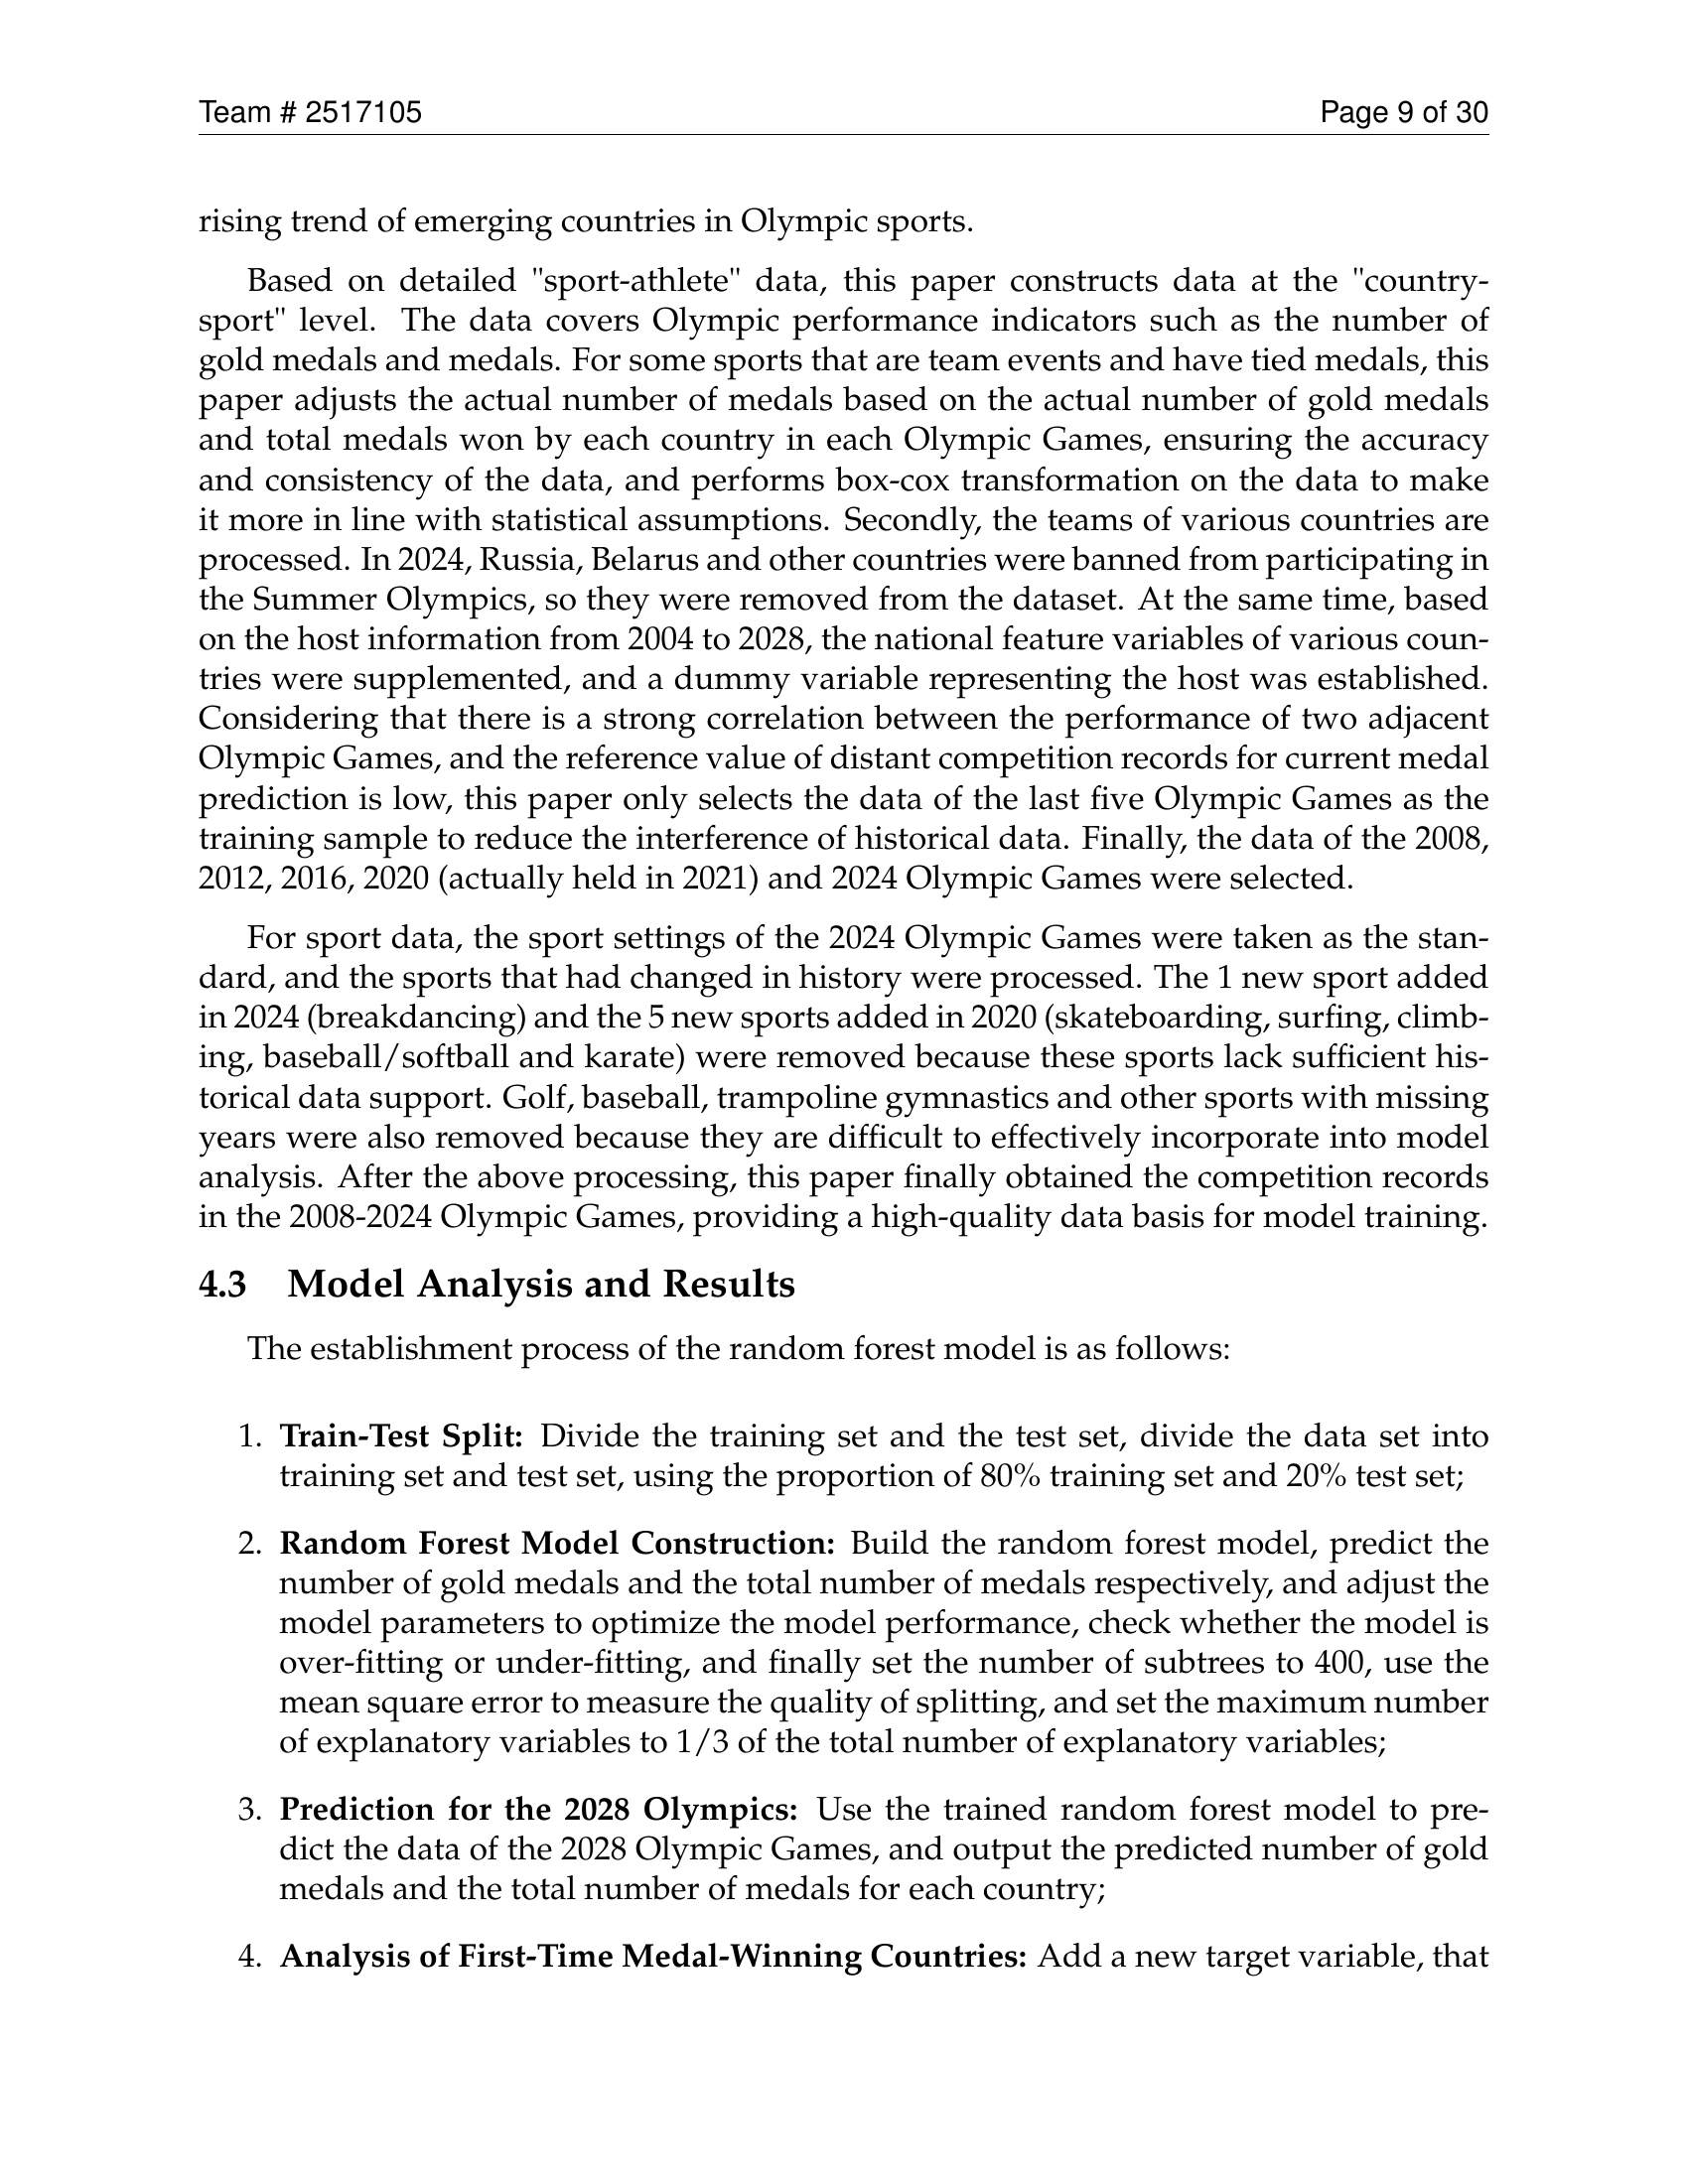 Team # 2517105 Page 9 of 30
rising trend of emerging countries in Olympic sports.
Based on detailed "sport-athlete" data, this paper constructs data at the "country-
sport" level. The data covers Olympic performance indicators such as the number of
gold medals and medals. For some sports that are team events and have tied medals, this
paper adjusts the actual number of medals based on the actual number of gold medals
and total medals won by each country in each Olympic Games, ensuring the accuracy
and consistency of the data, and performs box-cox transformation on the data to make
it more in line with statistical assumptions. Secondly, the teams of various countries are
processed. In 2024, Russia, Belarus and other countries were banned from participating in
the Summer Olympics, so they were removed from the dataset. At the same time, based
on the host information from 2004 to 2028, the national feature variables of various coun-
tries were supplemented, and a dummy variable representing the host was established.
Considering that there is a strong correlation between the performance of two adjacent
Olympic Games, and the reference value of distant competition records for current medal
prediction is low, this paper only selects the data of the last five Olympic Games as the
training sample to reduce the interference of historical data. Finally, the data of the 2008,
2012, 2016, 2020 (actually held in 2021) and 2024 Olympic Games were selected.
For sport data, the sport settings of the 2024 Olympic Games were taken as the stan-
dard, and the sports that had changed in history were processed. The 1 new sport added
in 2024 (breakdancing) and the 5 new sports added in 2020 (skateboarding, surfing, climb-
ing, baseball/softball and karate) were removed because these sports lack sufficient his-
torical data support. Golf, baseball, trampoline gymnastics and other sports with missing
years were also removed because they are difficult to effectively incorporate into model
analysis. After the above processing, this paper finally obtained the competition records
in the 2008-2024 Olympic Games, providing a high-quality data basis for model training.
4.3 Model Analysis and Results
The establishment process of the random forest model is as follows:
1. Train-Test Split: Divide the training set and the test set, divide the data set into
training set and test set, using the proportion of 80% training set and 20% test set;
2. Random Forest Model Construction: Build the random forest model, predict the
number of gold medals and the total number of medals respectively, and adjust the
model parameters to optimize the model performance, check whether the model is
over-fitting or under-fitting, and finally set the number of subtrees to 400, use the
mean square error to measure the quality of splitting, and set the maximum number
of explanatory variables to 1/3 of the total number of explanatory variables;
3. Prediction for the 2028 Olympics: Use the trained random forest model to pre-
dict the data of the 2028 Olympic Games, and output the predicted number of gold
medals and the total number of medals for each country;
4. Analysis of First-Time Medal-Winning Countries: Add a new target variable, that